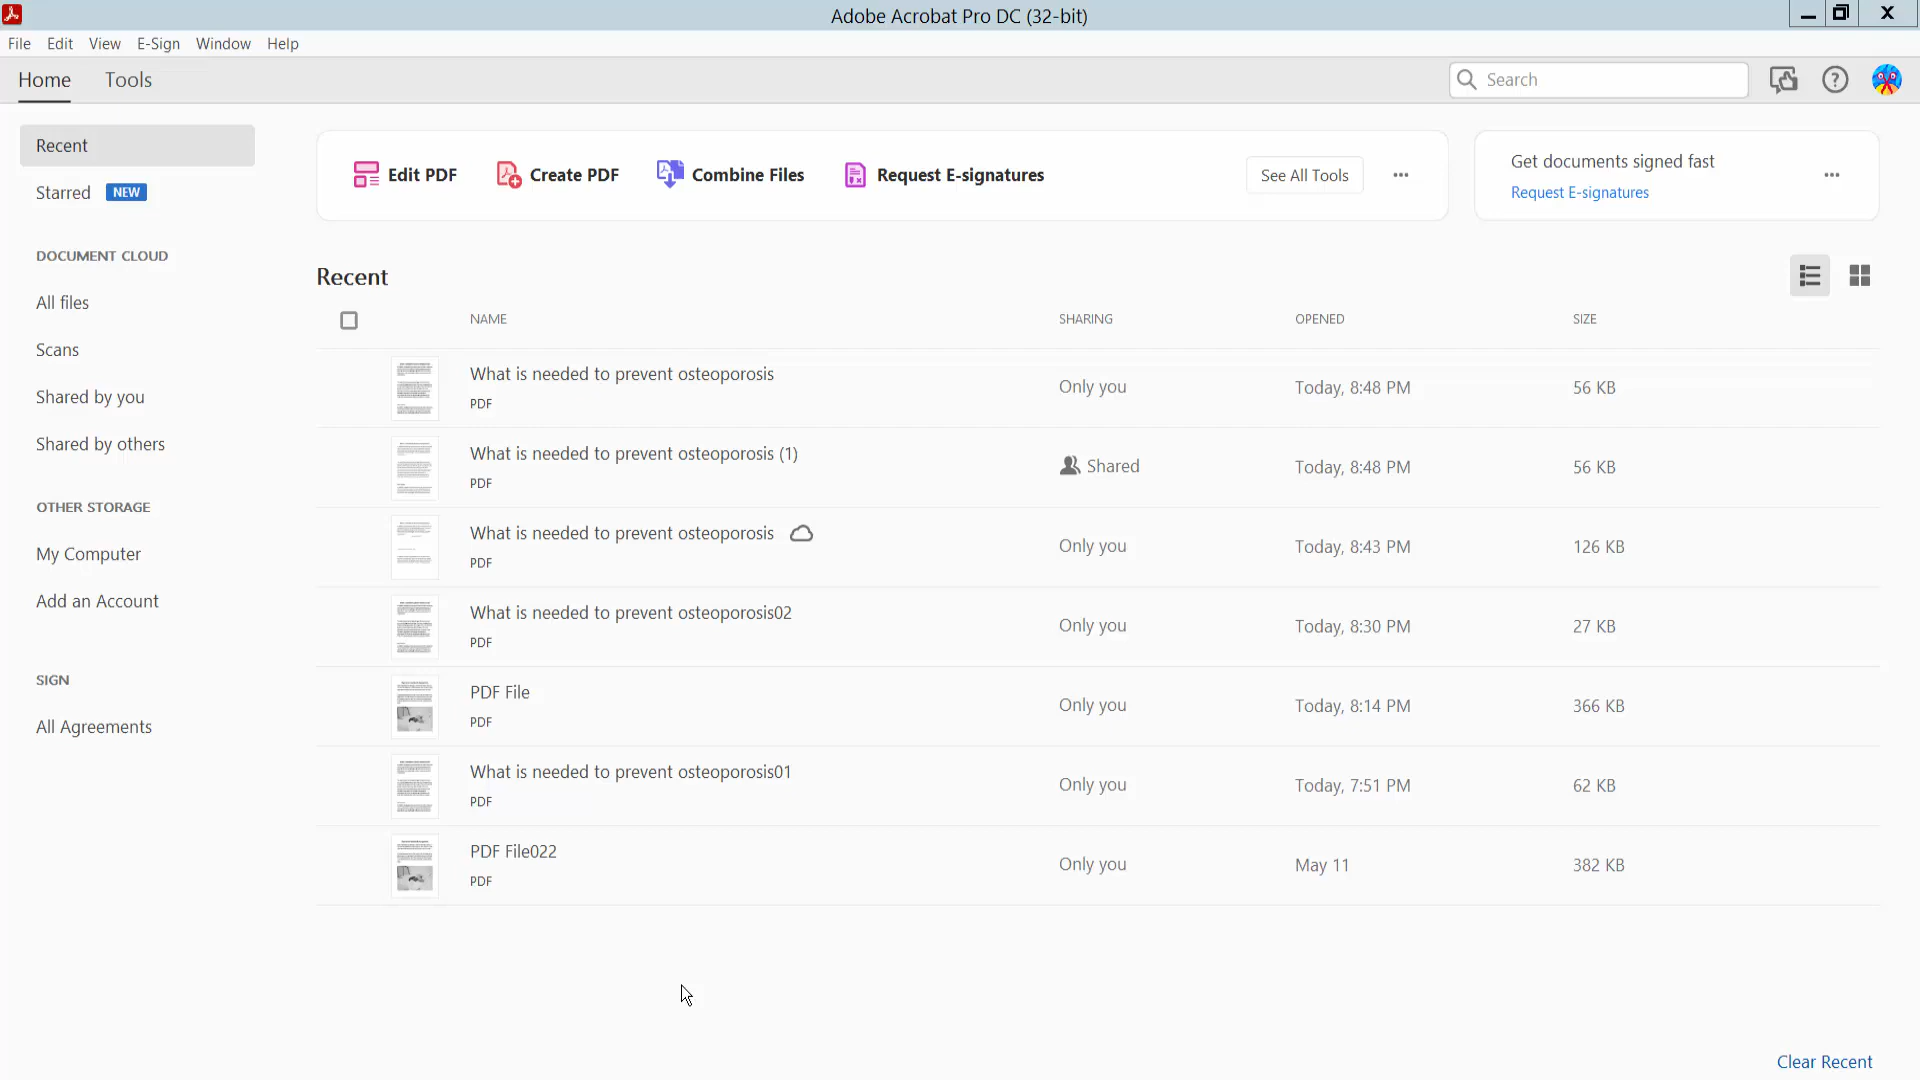 Adobe Acrobat Pro DC (32-bit)
File Edit View E-Sign Window Help
Home Tools
Search
Recent
Starred NEW
DOCUMENT CLOUD
All files
Scans
Shared by you
Shared by others
OTHER STORAGE
My Computer
Add an Account
SIGN
All Agreements
Edit PDF Create PDF Combine Files Request E-signatures See All Tools
Get documents signed fast
Request E-signatures
Recent
NAME SHARING OPENED SIZE
What is needed to prevent osteoporosis
PDF
Only you Today, 8:48 PM 56 KB
What is needed to prevent osteoporosis (1)
PDF
Shared Today, 8:48 PM 56 KB
What is needed to prevent osteoporosis
PDF
Only you Today, 8:43 PM 126 KB
What is needed to prevent osteoporosis02
PDF
Only you Today, 8:30 PM 27 KB
PDF File
PDF
Only you Today, 8:14 PM 366 KB
What is needed to prevent osteoporosis01
PDF
Only you Today, 7:51 PM 62 KB
PDF File022
PDF
Only you May 11 382 KB
Clear Recent